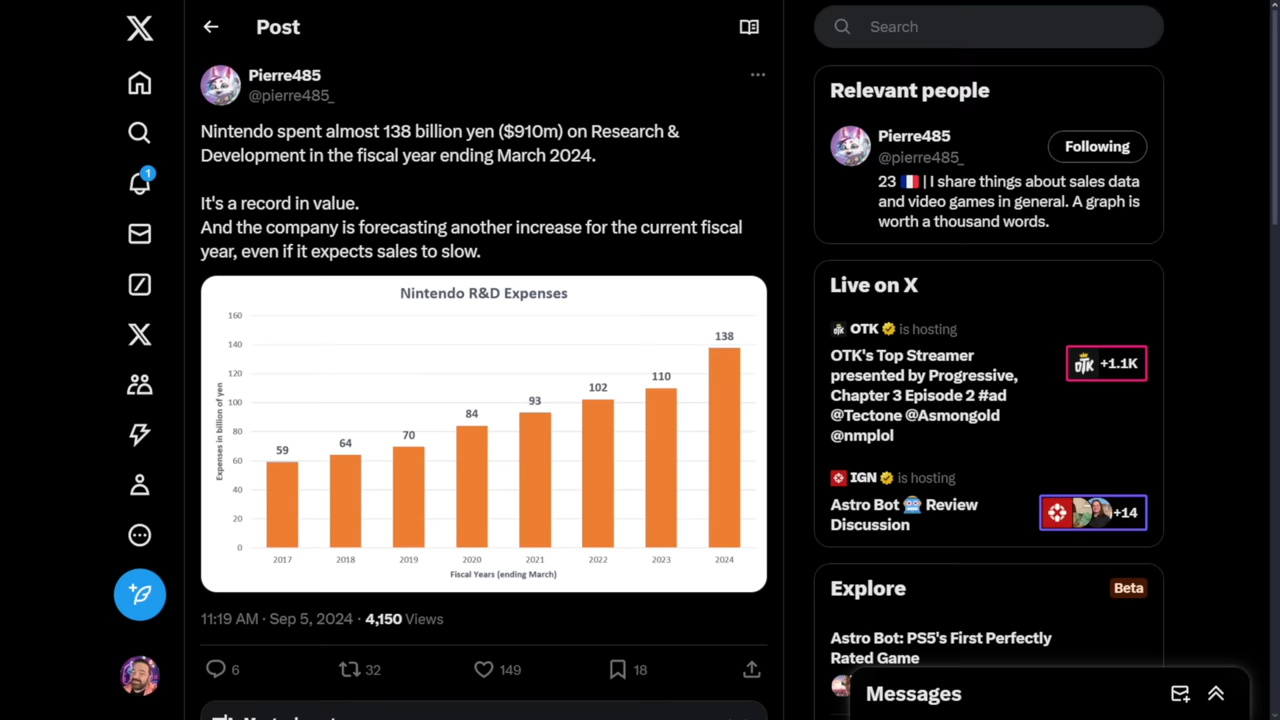 Post
Search
Pierre485
@pierre485_
Nintendo spent almost 138 billion yen ($910m) on Research &
Development in the fiscal year ending March 2024.
It's a record in value.
And the company is forecasting another increase for the current fiscal
year, even if it expects sales to slow.
Nintendo R&D Expenses
Expenses in billion of yen
160
140
120
100
80
60
40
20
0
59
64
70
84
93
102
110
138
2017
2018
2019
2020
2021
2022
2023
2024
Fiscal Years (ending March)
11:19 AM · Sep 5, 2024 · 4,150 Views
6
32
149
18
1
Relevant people
Pierre485
@pierre485_
Following
23 🇫🇷 | I share things about sales data
and video games in general. A graph is
worth a thousand words.
Live on X
OTK is hosting
OTK's Top Streamer
presented by Progressive,
Chapter 3 Episode 2 #ad
@Tectone @Asmongold
@nmplol
OTK +1.1K
IGN is hosting
Astro Bot 🤖 Review
Discussion
+14
Explore
Beta
Astro Bot: PS5's First Perfectly
Rated Game
Messages